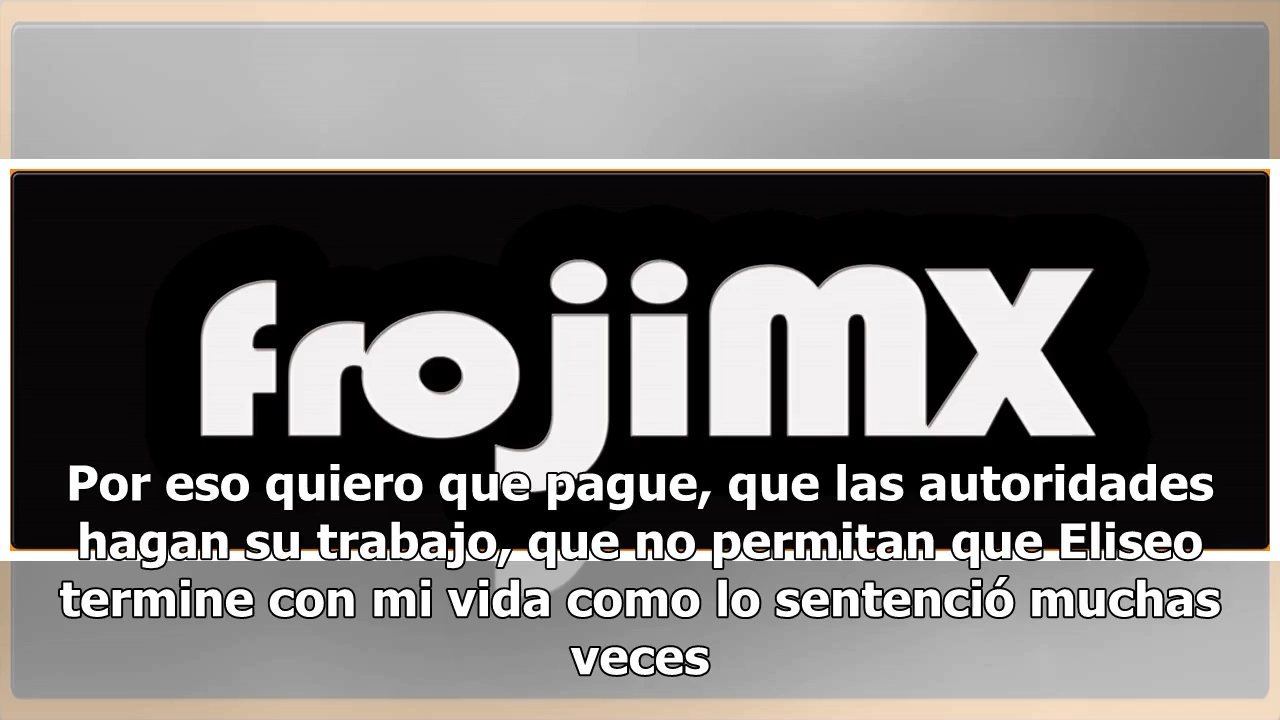 frojiMX
Por eso quiero que pague, que las autoridades
hagan su trabajo, que no permitan que Eliseo
termine con mi vida como lo sentenció muchas
veces